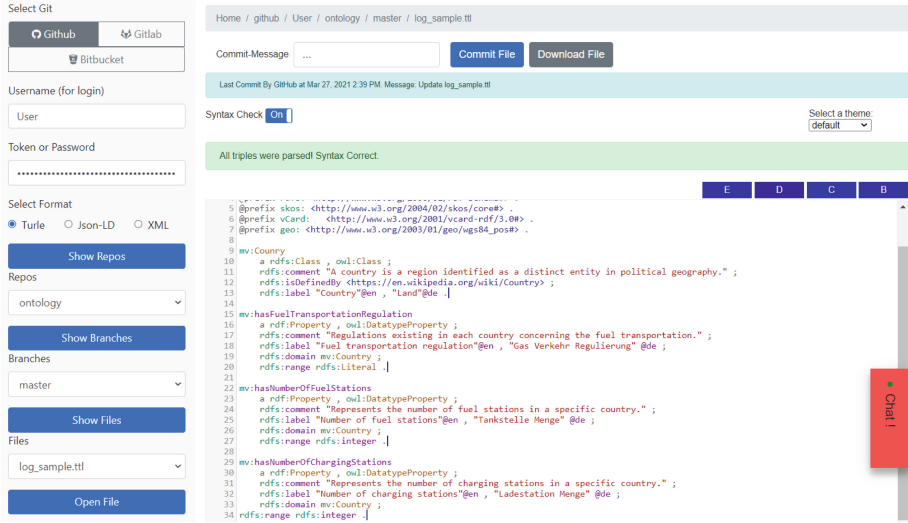 Select Git
Github
Gitlab
Bitbucket
Username (for login)
User
Token or Password
Select Format
Turle Json-LD XML
Show Repos
Repos
ontology
Show Branches
Branches
master
Show Files
Files
log_sample.ttl
Open File
Home / github / User / ontology / master / log_sample.ttl
Commit-Message ... Commit File Download File
Last Commit By GitHub at Mar 27, 2021 2:39 PM. Message: Update log_sample.ttl
Syntax Check On
Select a theme:
default
All triples were parsed! Syntax Correct.
E D C B
5 @prefix skos: <http://www.w3.org/2004/02/skos/core#> .
6 @prefix vCard: <http://www.w3.org/2001/vcard-rdf/3.0#> .
7 @prefix geo: <http://www.w3.org/2003/01/geo/wgs84_pos#> .
8
9 mv:Counry
10 a rdfs:Class , owl:Class ;
11 rdfs:comment "A country is a region identified as a distinct entity in political geography." ;
12 rdfs:isDefinedBy <https://en.wikipedia.org/wiki/Country> ;
13 rdfs:label "Country"@en , "Land"@de .
14
15 mv:hasFuelTransportationRegulation
16 a rdf:Property , owl:DatatypeProperty ;
17 rdfs:comment "Regulations existing in each country concerning the fuel transportation." ;
18 rdfs:label "Fuel transportation regulation"@en , "Gas Verkehr Regulierung" @de ;
19 rdfs:domain mv:Country ;
20 rdfs:range rdfs:Literal .
21
22 mv:hasNumberOfFuelStations
23 a rdf:Property , owl:DatatypeProperty ;
24 rdfs:comment "Represents the number of fuel stations in a specific country." ;
25 rdfs:label "Number of fuel stations"@en , "Tankstelle Menge" @de ;
26 rdfs:domain mv:Country ;
27 rdfs:range rdfs:integer .
28
29 mv:hasNumberOfChargingStations
30 a rdf:Property , owl:DatatypeProperty ;
31 rdfs:comment "Represents the number of charging stations in a specific country." ;
32 rdfs:label "Number of charging stations"@en , "Ladestation Menge" @de ;
33 rdfs:domain mv:Country ;
34 rdfs:range rdfs:integer .
Chat !